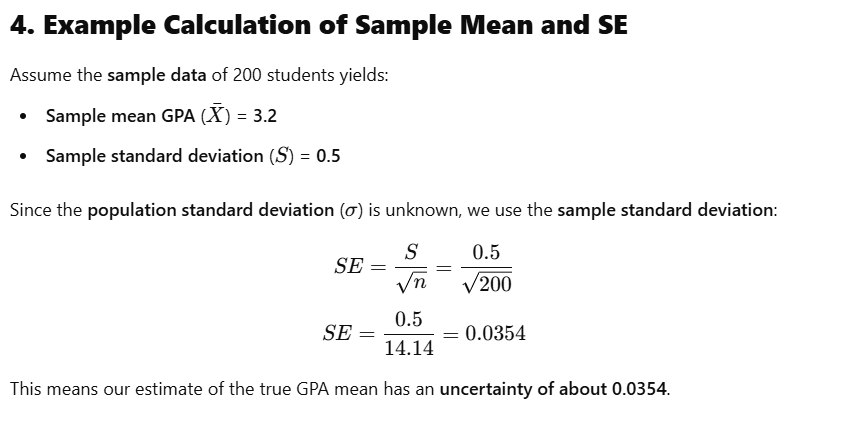 4. Example Calculation of Sample Mean and SE
Assume the sample data of 200 students yields:
• Sample mean GPA (X̄) = 3.2
• Sample standard deviation (S) = 0.5
Since the population standard deviation (σ) is unknown, we use the sample standard deviation:
SE = S/√n = 0.5/√200
SE = 0.5/14.14 = 0.0354
This means our estimate of the true GPA mean has an uncertainty of about 0.0354.